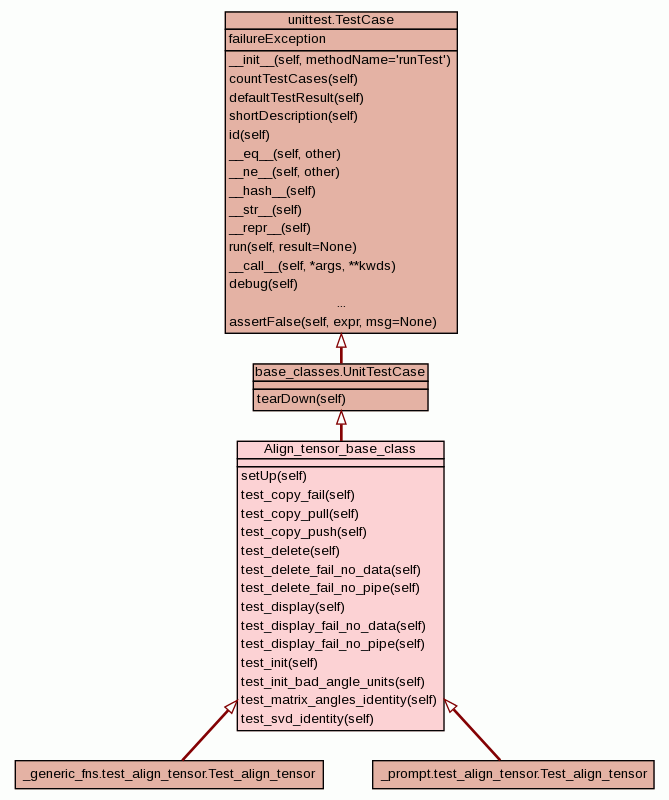 unittest.TestCase
failureException
__init__(self, methodName='runTest')
countTestCases(self)
defaultTestResult(self)
shortDescription(self)
id(self)
__eq__(self, other)
__ne__(self, other)
__hash__(self)
__str__(self)
__repr__(self)
run(self, result=None)
__call__(self, *args, **kwds)
debug(self)
...
assertFalse(self, expr, msg=None)
base_classes.UnitTestCase
tearDown(self)
Align_tensor_base_class
setUp(self)
test_copy_fail(self)
test_copy_pull(self)
test_copy_push(self)
test_delete(self)
test_delete_fail_no_data(self)
test_delete_fail_no_pipe(self)
test_display(self)
test_display_fail_no_data(self)
test_display_fail_no_pipe(self)
test_init(self)
test_init_bad_angle_units(self)
test_matrix_angles_identity(self)
test_svd_identity(self)
_generic_fns.test_align_tensor.Test_align_tensor
_prompt.test_align_tensor.Test_align_tensor